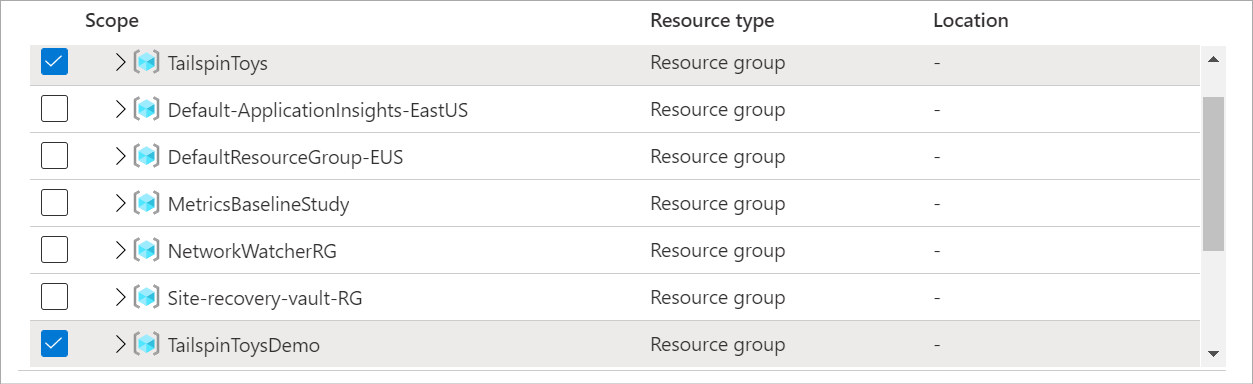 Scope Resource type Location
TailspinToys Resource group -
Default-ApplicationInsights-EastUS Resource group -
DefaultResourceGroup-EUS Resource group -
MetricsBaselineStudy Resource group -
NetworkWatcherRG Resource group -
Site-recovery-vault-RG Resource group -
TailspinToysDemo Resource group -